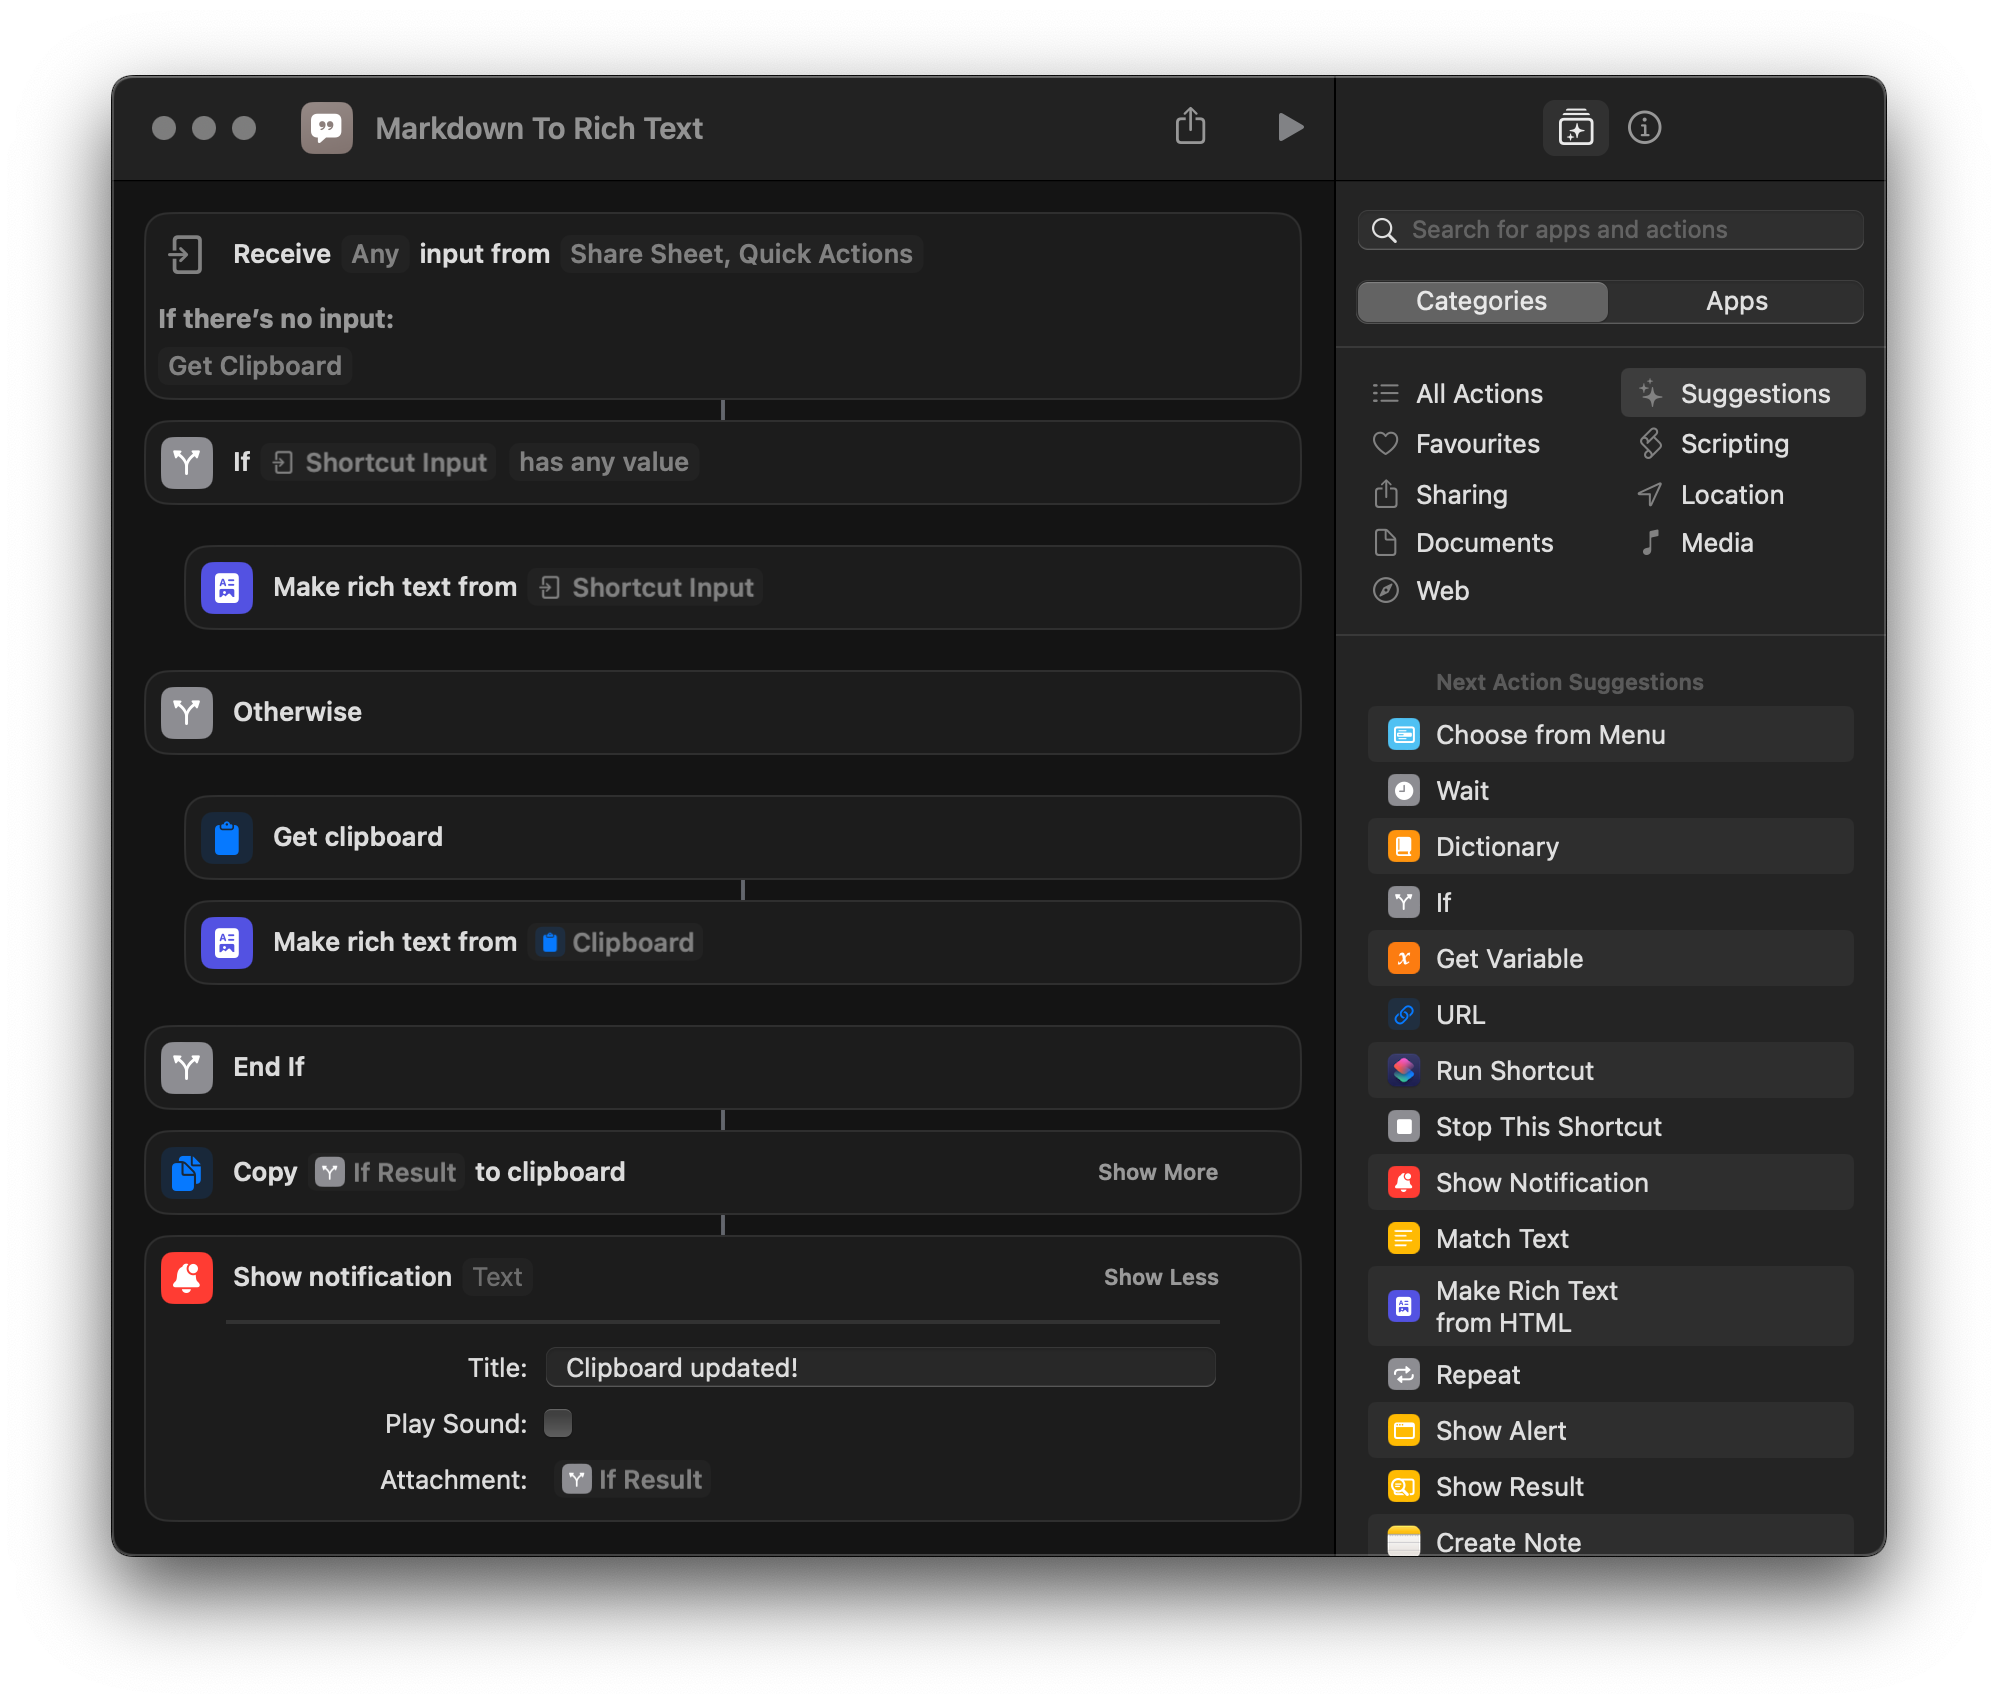 Markdown To Rich Text
Receive Any input from Share Sheet, Quick Actions
If there’s no input:
Get Clipboard
If Shortcut Input has any value
Make rich text from Shortcut Input
Otherwise
Get clipboard
Make rich text from Clipboard
End If
Copy If Result to clipboard Show More
Show notification Text Show Less
Title: Clipboard updated!
Play Sound:
Attachment: If Result
Search for apps and actions
Categories Apps
All Actions Suggestions
Favourites Scripting
Sharing Location
Documents Media
Web
Next Action Suggestions
Choose from Menu
Wait
Dictionary
If
Get Variable
URL
Run Shortcut
Stop This Shortcut
Show Notification
Match Text
Make Rich Text
from HTML
Repeat
Show Alert
Show Result
Create Note